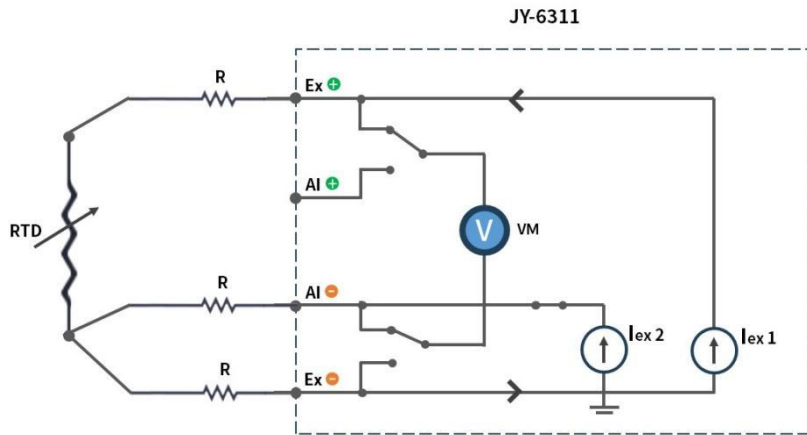 JY-6311
R
Ex +
AI +
RTD
V
VM
R
AI -
Iex 2
Iex 1
R
Ex -